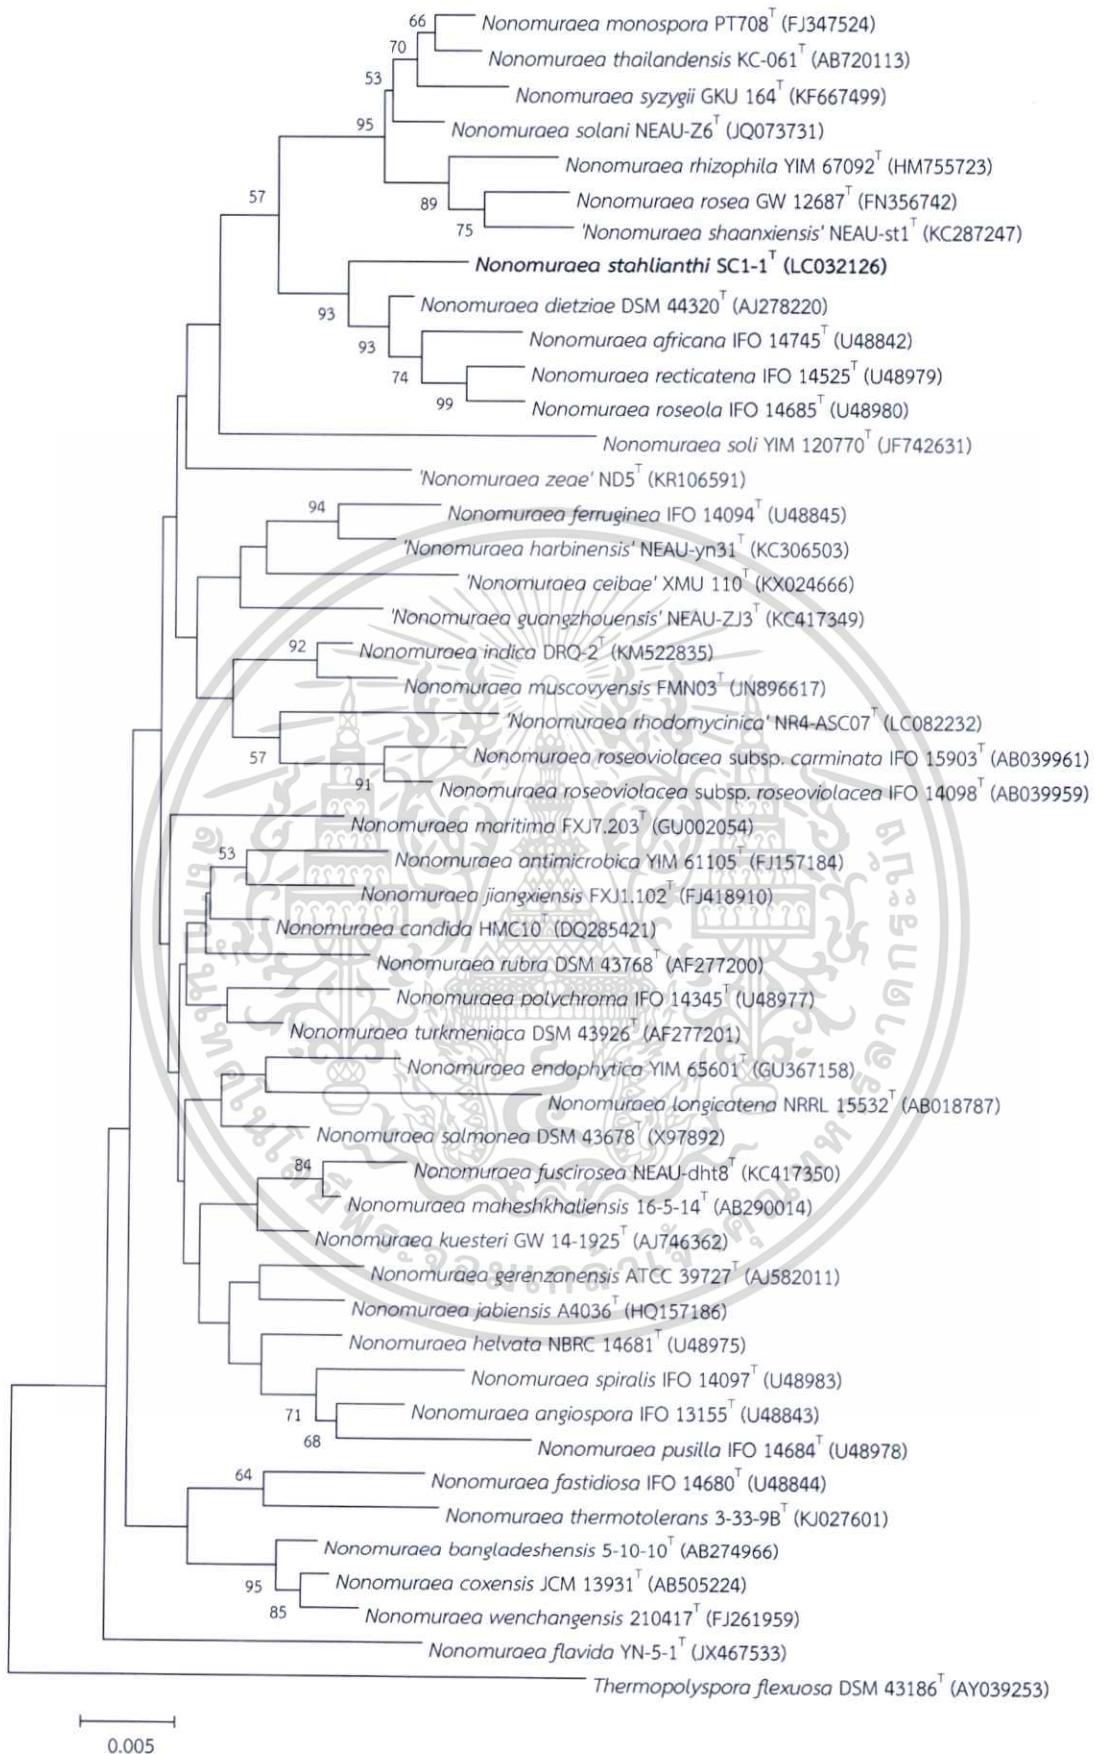 66
Nonomuraea monospora PT708ᵀ (FJ347524)
70
Nonomuraea thailandensis KC-061ᵀ (AB720113)
53
Nonomuraea syzygii GKU 164ᵀ (KF667499)
95
Nonomuraea solani NEAU-Z6ᵀ (JQ073731)
Nonomuraea rhizophila YIM 67092ᵀ (HM755723)
57
89
Nonomuraea rosea GW 12687ᵀ (FN356742)
75
'Nonomuraea shaanxiensis' NEAU-st1ᵀ (KC287247)
Nonomuraea stahlianthi SC1-1ᵀ (LC032126)
93
Nonomuraea dietziae DSM 44320ᵀ (AJ278220)
93
Nonomuraea africana IFO 14745ᵀ (U48842)
74
Nonomuraea recticatena IFO 14525ᵀ (U48979)
99
Nonomuraea roseola IFO 14685ᵀ (U48980)
Nonomuraea soli YIM 120770ᵀ (JF742631)
'Nonomuraea zeae' ND5ᵀ (KR106591)
94
Nonomuraea ferruginea IFO 14094ᵀ (U48845)
'Nonomuraea harbinensis' NEAU-yn31ᵀ (KC306503)
'Nonomuraea ceibae' XMU 110ᵀ (KX024666)
'Nonomuraea guangzhouensis' NEAU-ZJ3ᵀ (KC417349)
92
Nonomuraea indica DRQ-2ᵀ (KM522835)
Nonomuraea muscovyensis FMN03ᵀ (JN896617)
'Nonomuraea rhodomycinica' NR4-ASC07ᵀ (LC082232)
57
Nonomuraea roseoviolacea subsp. carminata IFO 15903ᵀ (AB039961)
91
Nonomuraea roseoviolacea subsp. roseoviolacea IFO 14098ᵀ (AB039959)
Nonomuraea maritima FXJ7.203ᵀ (GU002054)
53
Nonomuraea antimicrobica YIM 61105ᵀ (FJ157184)
Nonomuraea jiangxiensis FXJ1.102ᵀ (FJ418910)
Nonomuraea candida HMC10ᵀ (DQ285421)
Nonomuraea rubra DSM 43768ᵀ (AF277200)
Nonomuraea polychroma IFO 14345ᵀ (U48977)
Nonomuraea turkmeniaca DSM 43926ᵀ (AF277201)
Nonomuraea endophytica YIM 65601ᵀ (GU367158)
Nonomuraea longicatena NRRL 15532ᵀ (AB018787)
Nonomuraea salmonea DSM 43678ᵀ (X97892)
84
Nonomuraea fuscirosea NEAU-dht8ᵀ (KC417350)
Nonomuraea maheshkhaliensis 16-5-14ᵀ (AB290014)
Nonomuraea kuesteri GW 14-1925ᵀ (AJ746362)
Nonomuraea gerenzanensis ATCC 39727ᵀ (AJ582011)
Nonomuraea jabiensis A4036ᵀ (HQ157186)
Nonomuraea helvata NBRC 14681ᵀ (U48975)
Nonomuraea spiralis IFO 14097ᵀ (U48983)
71
Nonomuraea angiospora IFO 13155ᵀ (U48843)
68
Nonomuraea pusilla IFO 14684ᵀ (U48978)
64
Nonomuraea fastidiosa IFO 14680ᵀ (U48844)
Nonomuraea thermotolerans 3-33-9Bᵀ (KJ027601)
Nonomuraea bangladeshensis 5-10-10ᵀ (AB274966)
95
Nonomuraea coxensis JCM 13931ᵀ (AB505224)
85
Nonomuraea wenchangensis 210417ᵀ (FJ261959)
Nonomuraea flavida YN-5-1ᵀ (JX467533)
Thermopolyspora flexuosa DSM 43186ᵀ (AY039253)
0.005